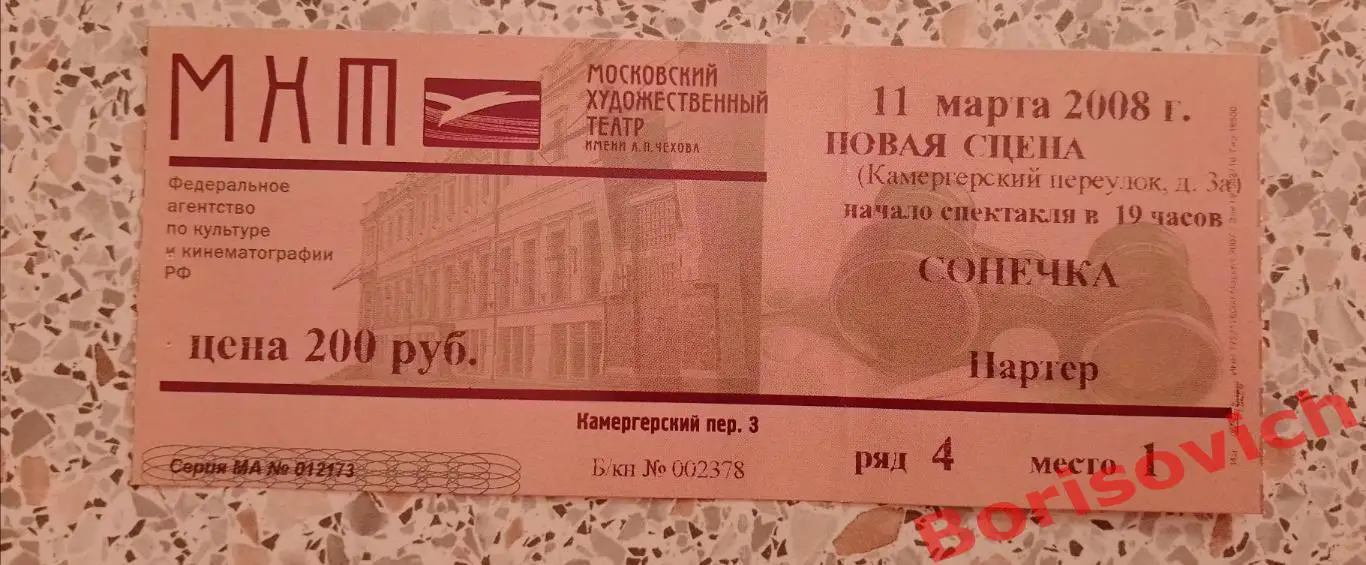 МХТ
МОСКОВСКИЙ
ХУДОЖЕСТВЕННЫЙ
ТЕАТР
ИМЕНИ А.П.ЧЕХОВА
Федеральное
агентство
по культуре
и кинематографии
РФ
цена 200 руб.
11 марта 2008 г.
НОВАЯ СЦЕНА
(Камергерский переулок, д. 3а)
начало спектакля в 19 часов
СОНЕЧКА
Партер
Камергерский пер. 3
Серия МА № 012173
Б/кн № 002378
ряд 4 место 1
Borisovich